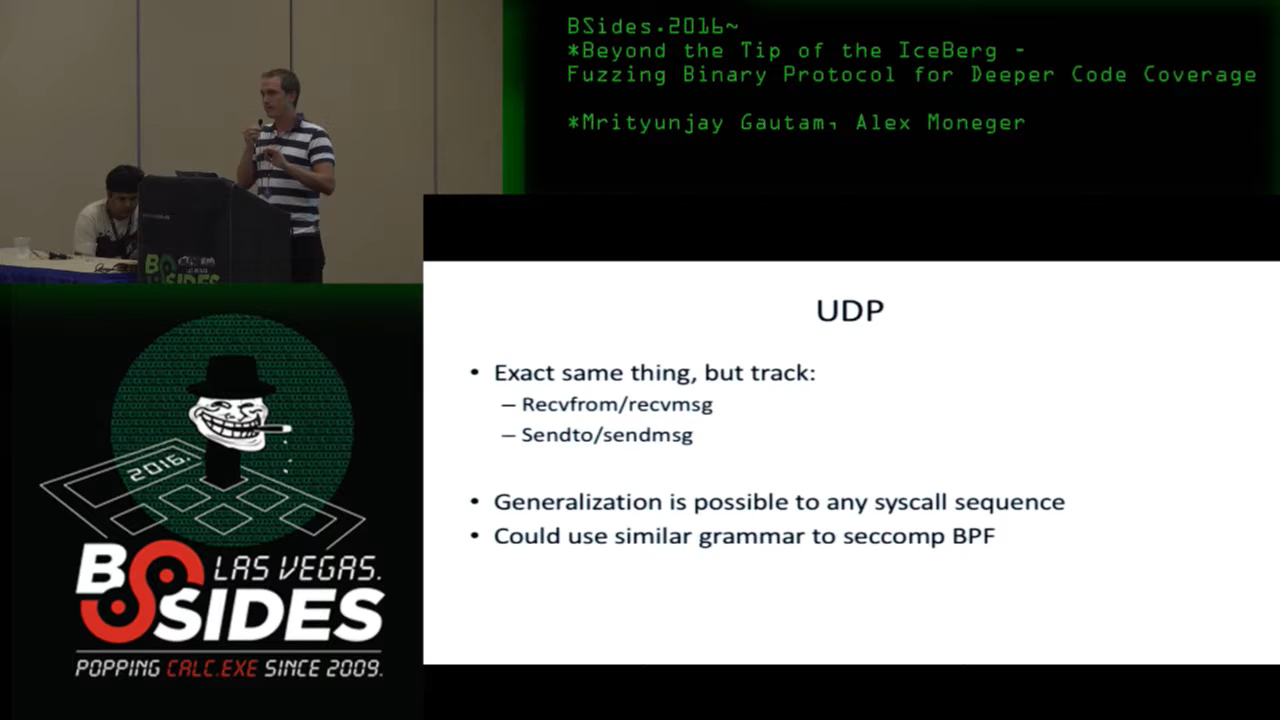 BSides.2016~
*Beyond the Tip of the IceBerg -
Fuzzing Binary Protocol for Deeper Code Coverage
*Mrityunjay Gautam, Alex Moneger
UDP
• Exact same thing, but track:
– Recvfrom/recvmsg
– Sendto/sendmsg
• Generalization is possible to any syscall sequence
• Could use similar grammar to seccomp BPF
BSIDES
2016.
BSIDES
LAS VEGAS.
POPPING CALC.EXE SINCE 2009.